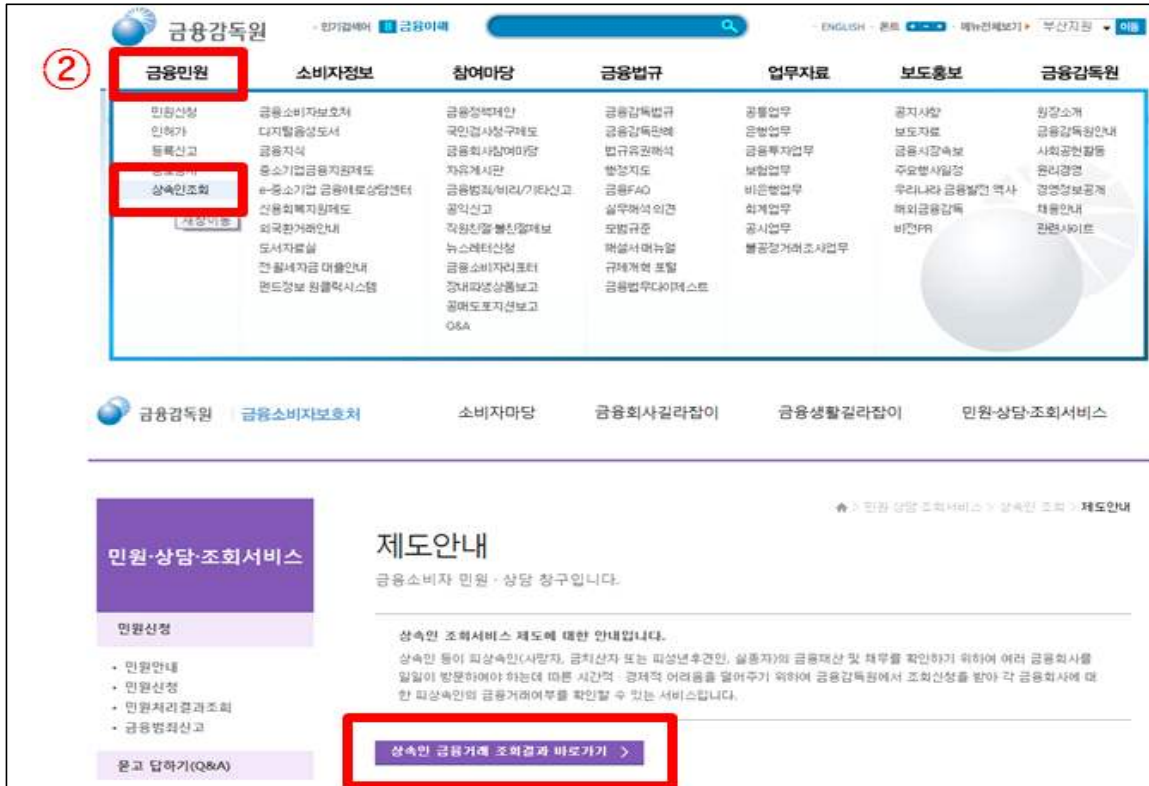 금융감독원
인기검색어 11 금융이해
ENGLISH
폰트
메뉴전체보기
부산지원
이동
②
금융민원 소비자정보 참여마당 금융법규 업무자료 보도홍보 금융감독원
민원신청
인허가
등록신고
상속인조회
새창이동
금융소비자보호처
디지털음성도서
금융지식
중소기업금융지원제도
e-중소기업 금융애로상담센터
신용회복지원제도
외국환거래안내
도서자료실
전·월세자금 대출안내
펀드정보 원클릭시스템
금융정책제안
국민검사청구제도
금융회사참여마당
자유게시판
금융범죄/비리/기타신고
공익신고
직원친절·불친절제보
뉴스레터신청
금융소비자리포터
장내파생상품보고
공매도포지션보고
Q&A
금융감독법규
금융감독판례
법규유권해석
행정지도
금융FAQ
실무해석·의견
모범규준
해설서·매뉴얼
규제개혁 포털
금융법무다이제스트
공통업무
은행업무
금융투자업무
보험업무
비은행업무
회계업무
공시업무
불공정거래조사업무
공지사항
보도자료
금융시장속보
주요행사일정
우리나라 금융발전 역사
해외금융감독
비전PR
원장소개
금융감독원안내
사회공헌활동
윤리경영
경영정보공개
채용안내
관련사이트
금융감독원 금융소비자보호처 소비자마당 금융회사길라잡이 금융생활길라잡이 민원·상담·조회서비스
> 민원·상담·조회서비스 > 상속인 조회 > 제도안내
민원·상담·조회서비스
민원신청
• 민원안내
• 민원신청
• 민원처리결과조회
• 금융범죄신고
묻고 답하기(Q&A)
제도안내
금융소비자 민원·상담 창구입니다.
상속인 조회서비스 제도에 대한 안내입니다.
상속인 등이 피상속인(사망자, 금치산자 또는 피성년후견인, 실종자)의 금융재산 및 채무를 확인하기 위하여 여러 금융회사를
일일이 방문하여야 하는데 따른 시간적·경제적 어려움을 덜어주기 위하여 금융감독원에서 조회신청을 받아 각 금융회사에 대
한 피상속인의 금융거래여부를 확인할 수 있는 서비스입니다.
상속인 금융거래 조회결과 바로가기 >